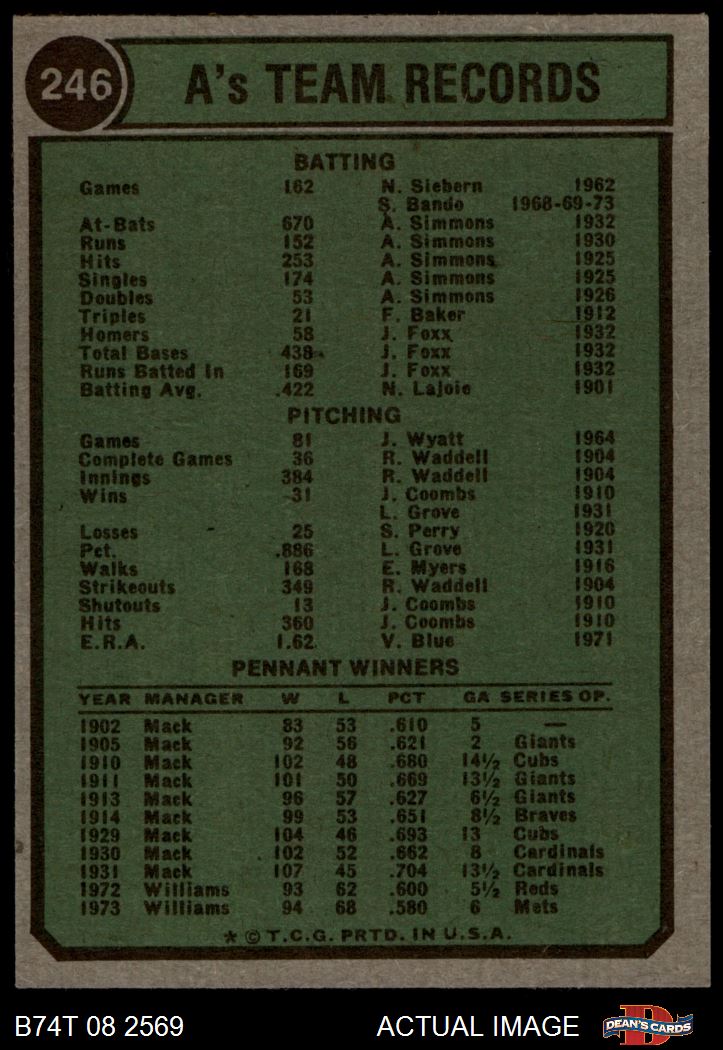 246
A's TEAM RECORDS
BATTING
Games 162 N. Siebern 1962
S. Bando 1968-69-73
At-Bats 670 A. Simmons 1932
Runs 152 A. Simmons 1930
Hits 253 A. Simmons 1925
Singles 174 A. Simmons 1925
Doubles 53 A. Simmons 1926
Triples 21 F. Baker 1912
Homers 58 J. Foxx 1932
Total Bases 438 J. Foxx 1932
Runs Batted In 169 J. Foxx 1932
Batting Avg. .422 N. Lajoie 1901
PITCHING
Games 81 J. Wyatt 1964
Complete Games 36 R. Waddell 1904
Innings 384 R. Waddell 1904
Wins 31 J. Coombs 1910
L. Grove 1931
Losses 25 S. Perry 1920
Pct. .886 L. Grove 1931
Walks 168 E. Myers 1916
Strikeouts 349 R. Waddell 1904
Shutouts 13 J. Coombs 1910
Hits 360 J. Coombs 1910
E.R.A. 1.62 V. Blue 1971
PENNANT WINNERS
YEAR MANAGER W L PCT GA SERIES OP.
1902 Mack 83 53 .610 5 —
1905 Mack 92 56 .621 2 Giants
1910 Mack 102 48 .680 14½ Cubs
1911 Mack 101 50 .669 13½ Giants
1913 Mack 96 57 .627 6½ Giants
1914 Mack 99 53 .651 8½ Braves
1929 Mack 104 46 .693 13 Cubs
1930 Mack 102 52 .662 8 Cardinals
1931 Mack 107 45 .704 13½ Cardinals
1972 Williams 93 62 .600 5½ Reds
1973 Williams 94 68 .580 6 Mets
* © T.C.G. PRTD. IN U.S.A.
B74T 08 2569 ACTUAL IMAGE DEAN'S CARDS